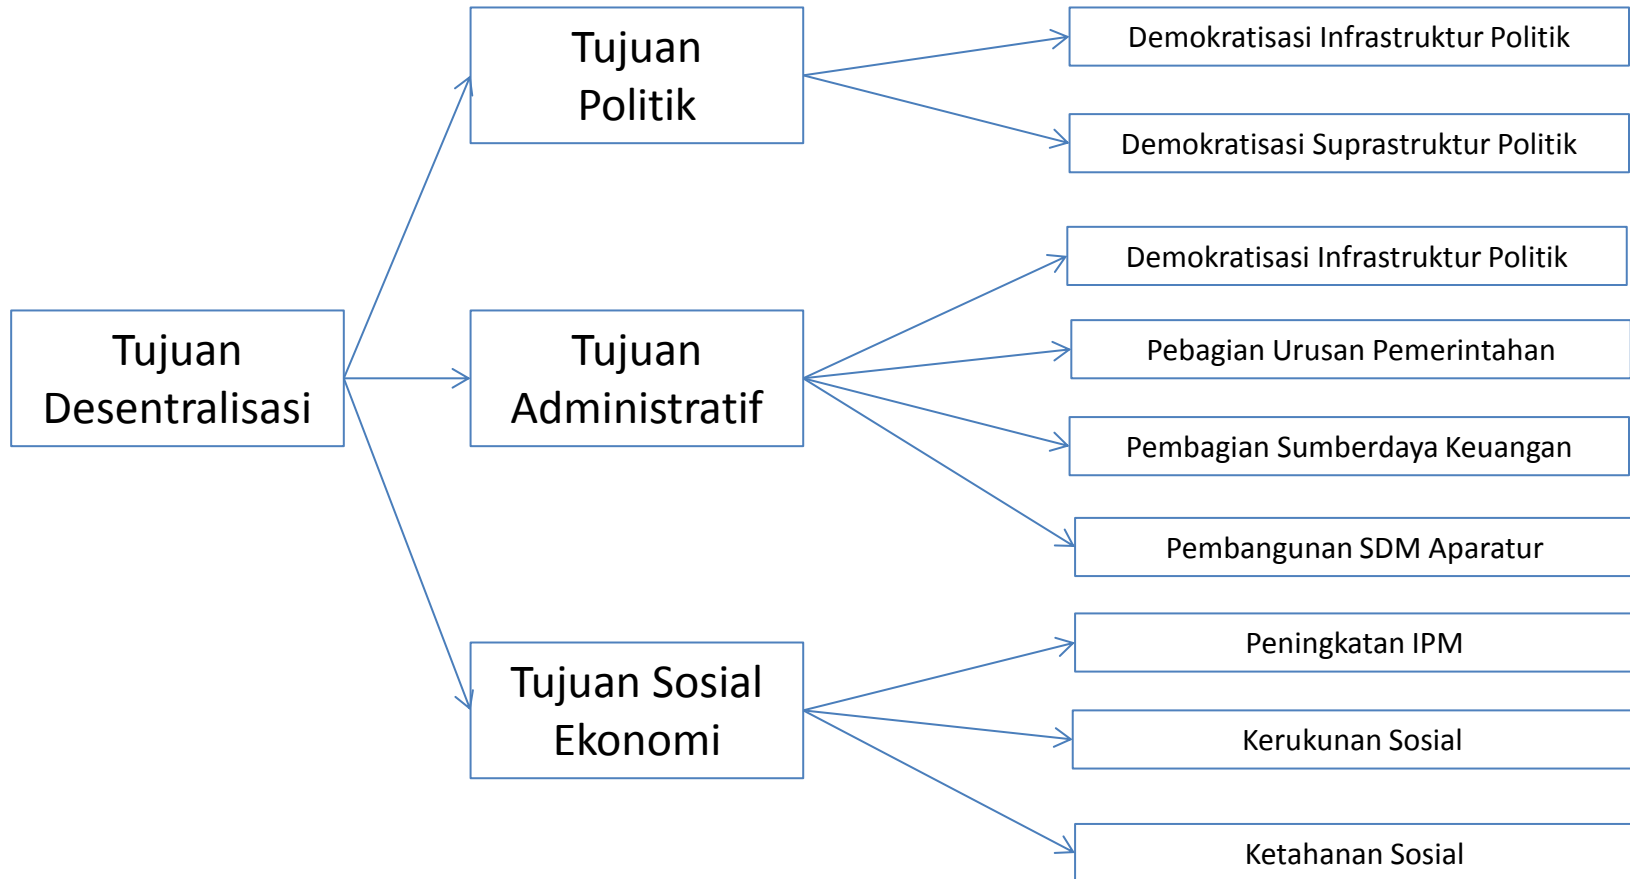 Tujuan
Politik
Demokratisasi Infrastruktur Politik
Demokratisasi Suprastruktur Politik
Tujuan
Desentralisasi
Tujuan
Administratif
Demokratisasi Infrastruktur Politik
Pebagian Urusan Pemerintahan
Pembagian Sumberdaya Keuangan
Pembangunan SDM Aparatur
Tujuan Sosial
Ekonomi
Peningkatan IPM
Kerukunan Sosial
Ketahanan Sosial